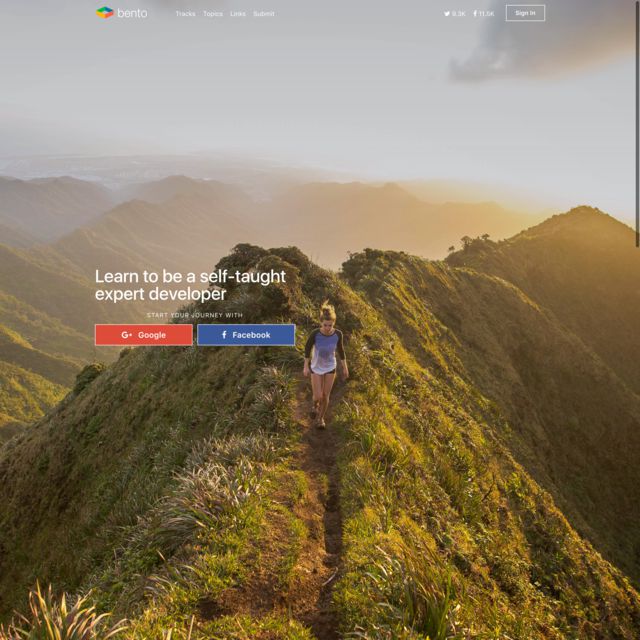 bento
Tracks Topics Links Submit
9.3K 11.5K
Sign In
Learn to be a self-taught
expert developer
START YOUR JOURNEY WITH
G+ Google
f Facebook